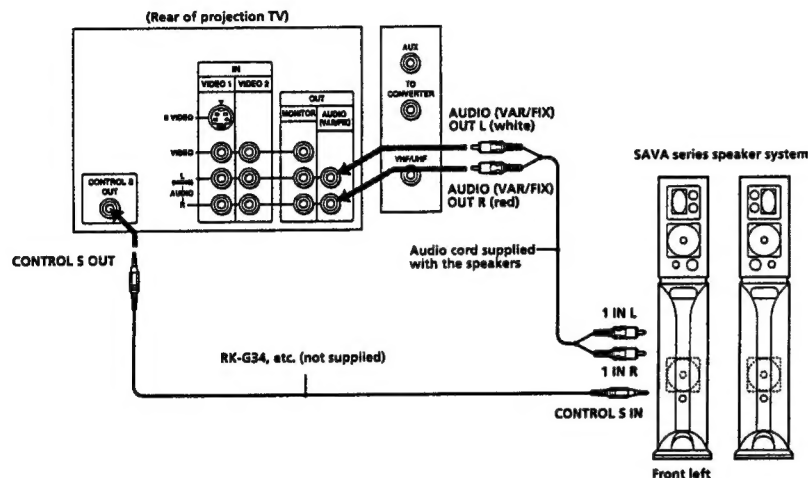 (Rear of projection TV)
IN
VIDEO 1 VIDEO 2
OUT
MONITOR AUDIO (VAR/FIX)
S VIDEO
VIDEO
L
AUDIO
R
CONTROL S
OUT
AUX
TO
CONVERTER
VHF/UHF
AUDIO (VAR/FIX)
OUT L (white)
AUDIO (VAR/FIX)
OUT R (red)
SAVA series speaker system
CONTROL S OUT
Audio cord supplied
with the speakers
1 IN L
1 IN R
RK-G34, etc. (not supplied)
CONTROL S IN
Front left